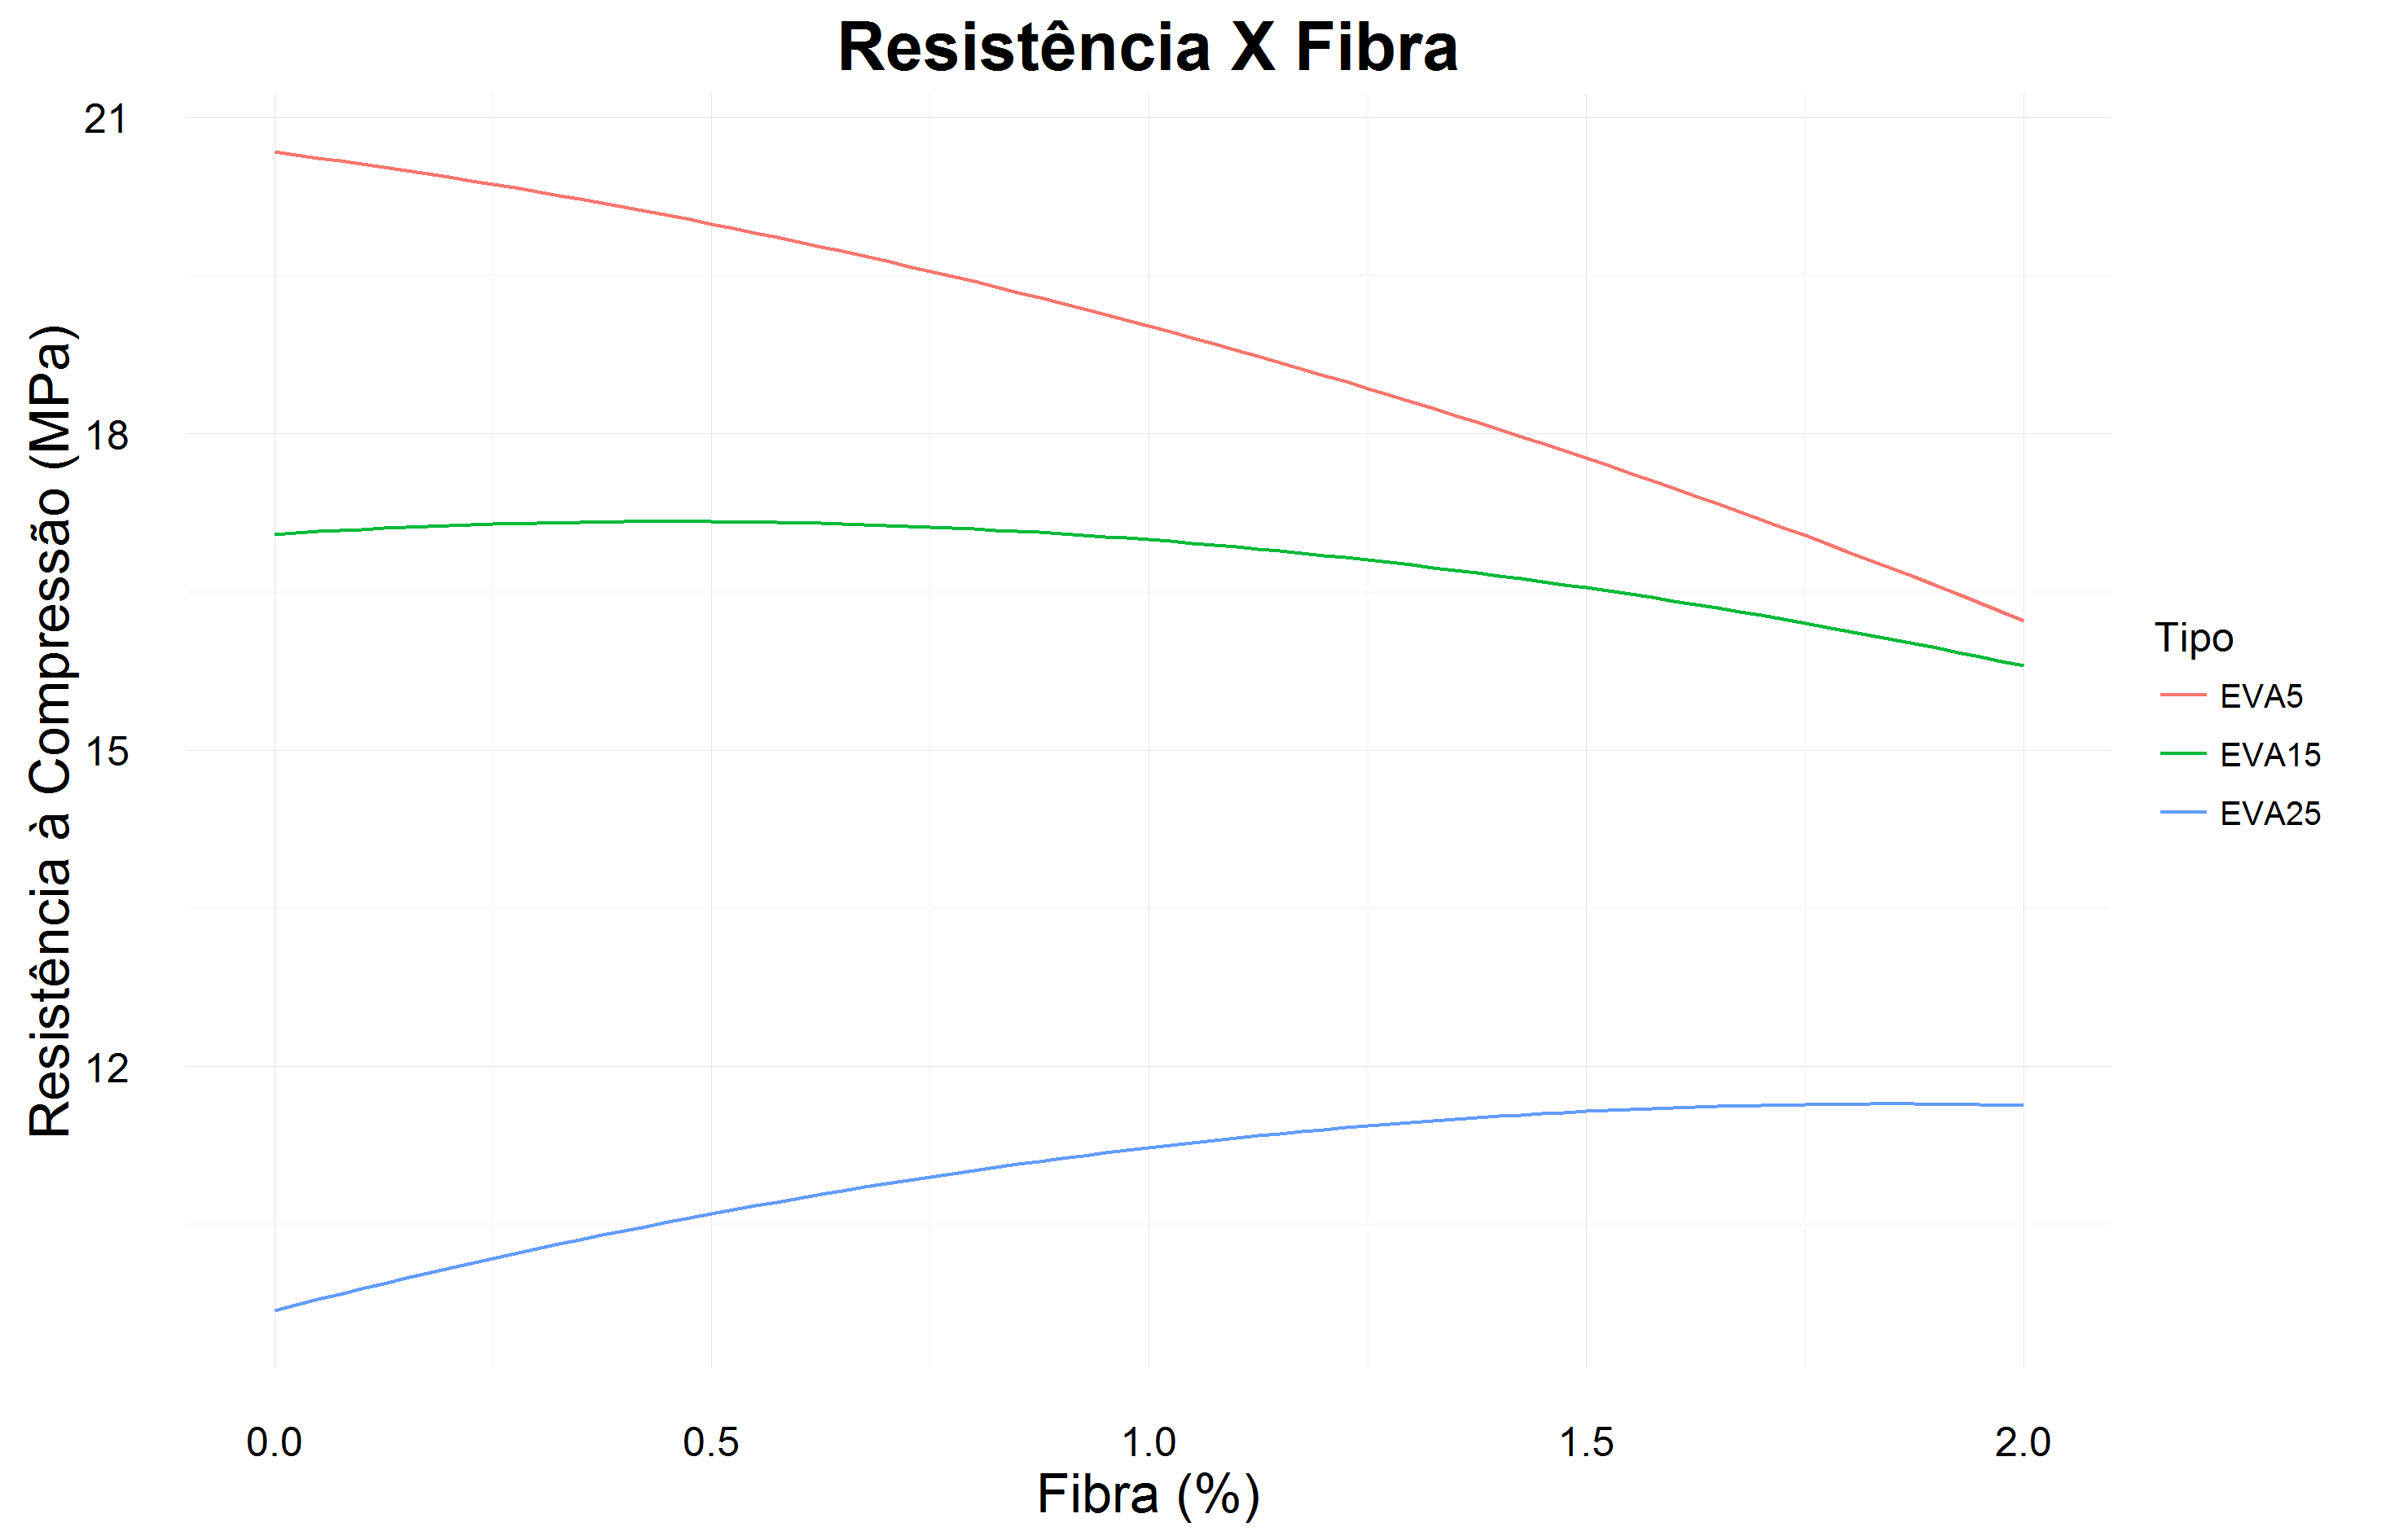 Resistência X Fibra
Resistência à Compressão (MPa)
21
18
15
12
0.0
0.5
1.0
1.5
2.0
Fibra (%)
Tipo
EVA5
EVA15
EVA25